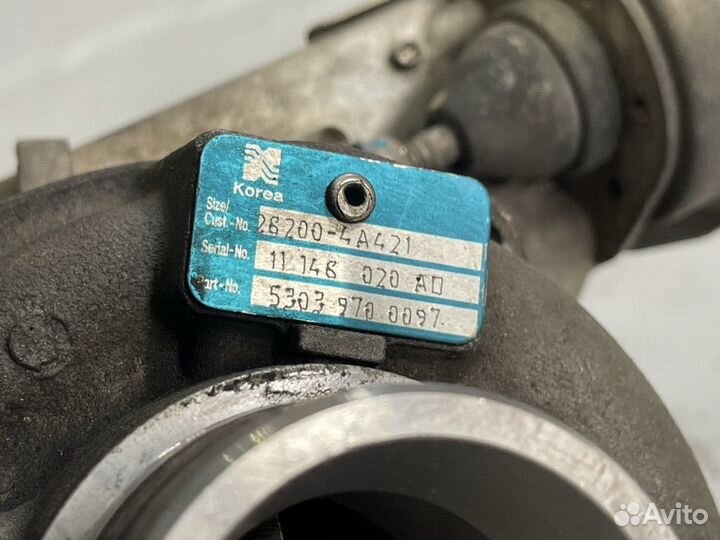 Korea
Size/
Cust.-No. 26200-4A421
Serial-No. 11 146 020 AD
Part-No. 5303 970 0097
Avito